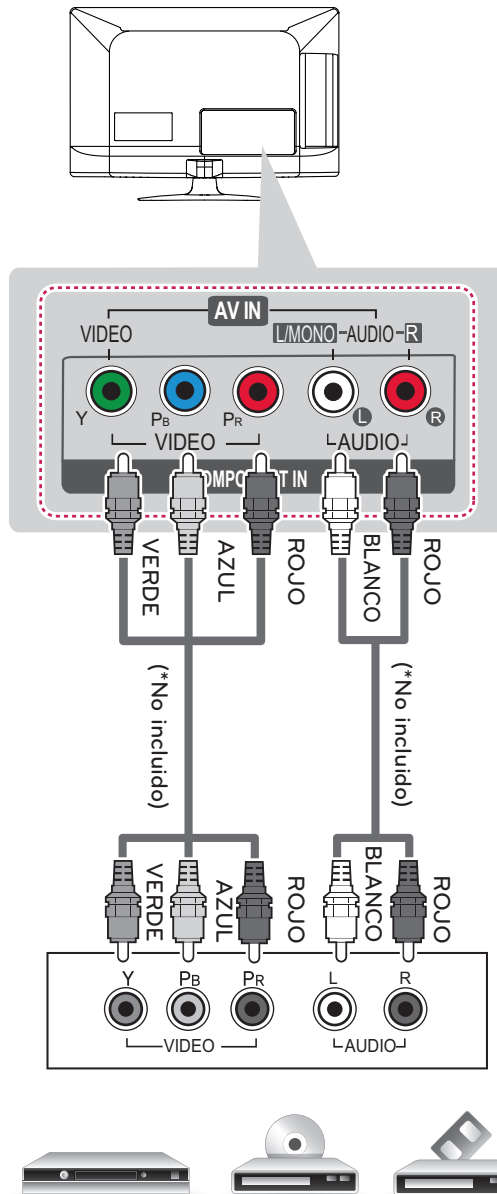 AV IN
VIDEO L/MONO AUDIO R
Y PB PR L R
VIDEO AUDIO
IN
VERDE AZUL ROJO BLANCO ROJO
(*No incluido) (*No incluido)
VERDE AZUL ROJO BLANCO ROJO
Y PB PR L R
VIDEO AUDIO